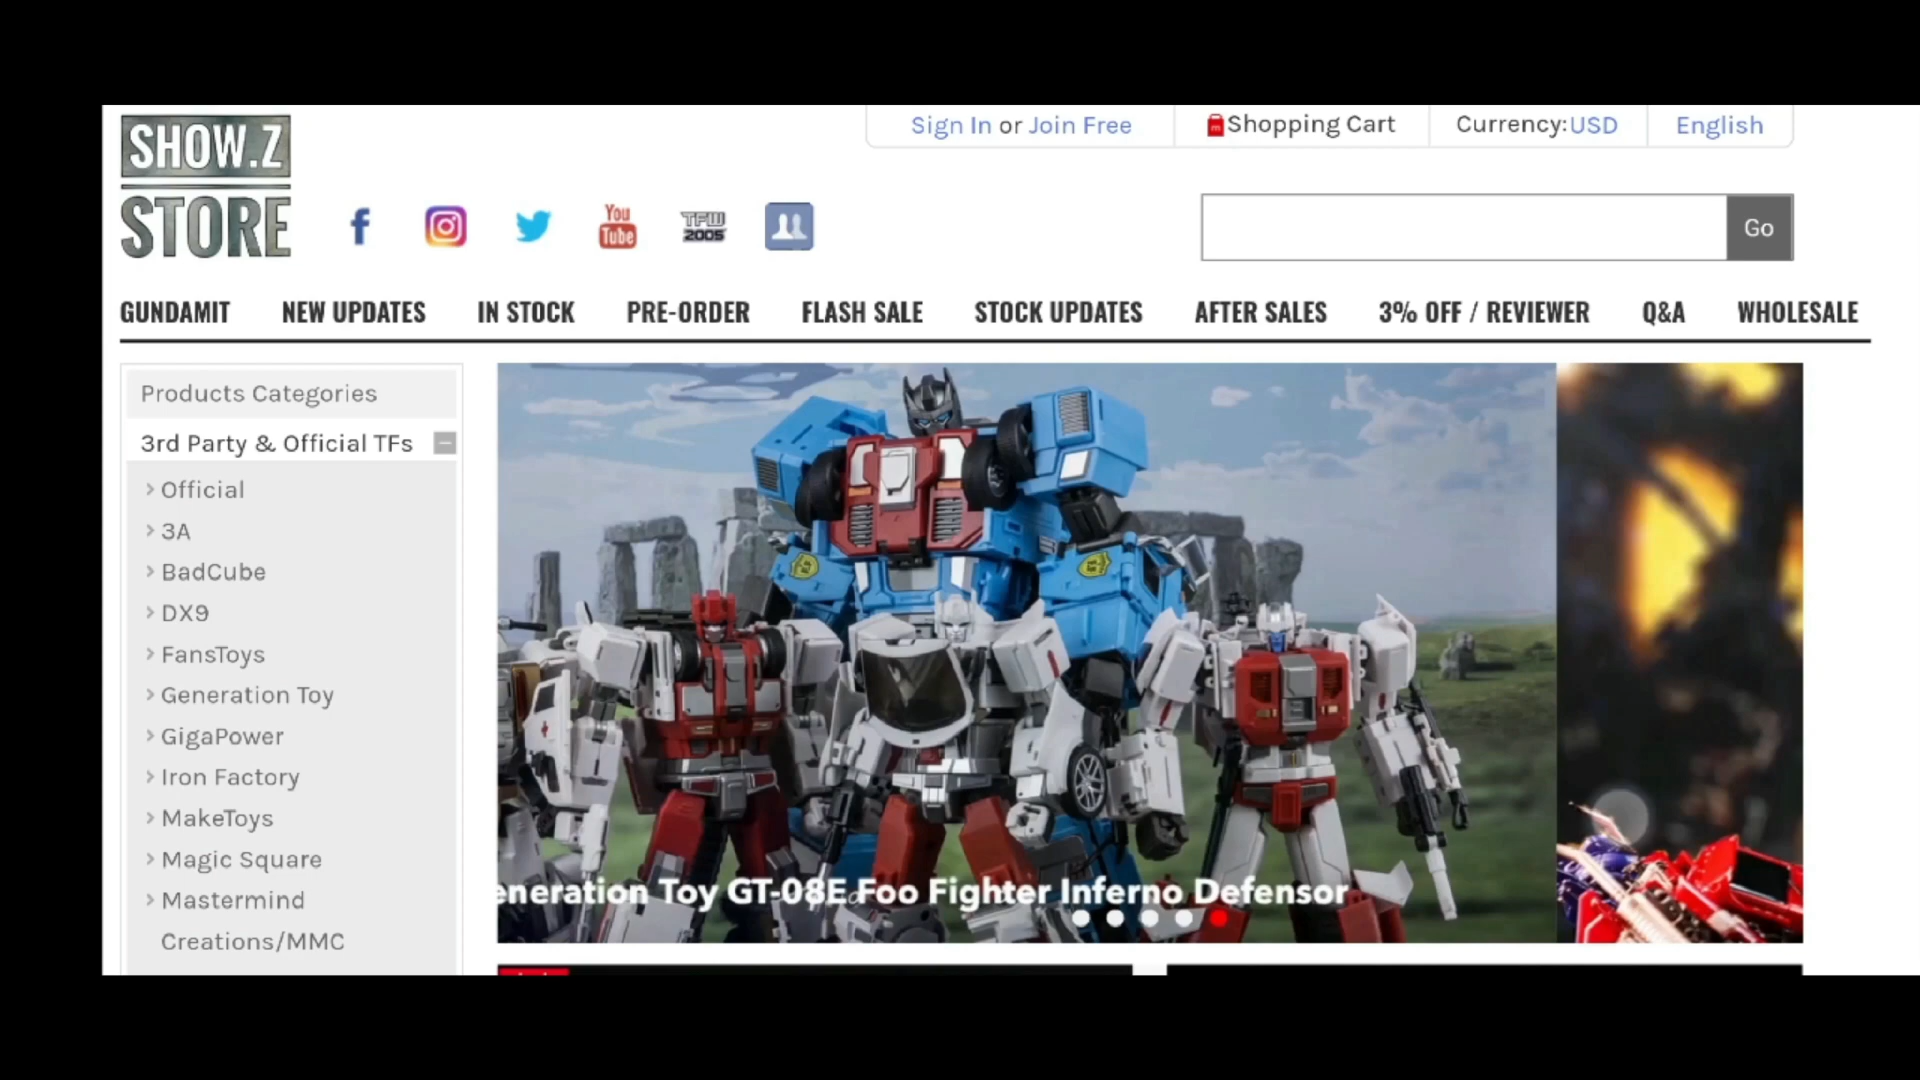 SHOW.Z
STORE
Sign In or Join Free
Shopping Cart
Currency:USD
English
You
Tube
TFW
2005
Go
GUNDAMIT
NEW UPDATES
IN STOCK
PRE-ORDER
FLASH SALE
STOCK UPDATES
AFTER SALES
3% OFF / REVIEWER
Q&A
WHOLESALE
Products Categories
3rd Party & Official TFs
Official
3A
BadCube
DX9
FansToys
Generation Toy
GigaPower
Iron Factory
MakeToys
Magic Square
Mastermind
Creations/MMC
eneration Toy GT-08E Foo Fighter Inferno Defensor